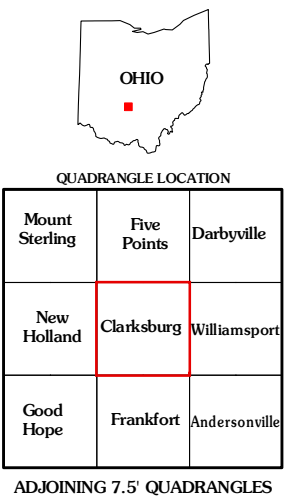 OHIO
QUADRANGLE LOCATION
Mount
Sterling
Five
Points
Darbyville
New
Holland
Clarksburg
Williamsport
Good
Hope
Frankfort
Andersonville
ADJOINING 7.5' QUADRANGLES